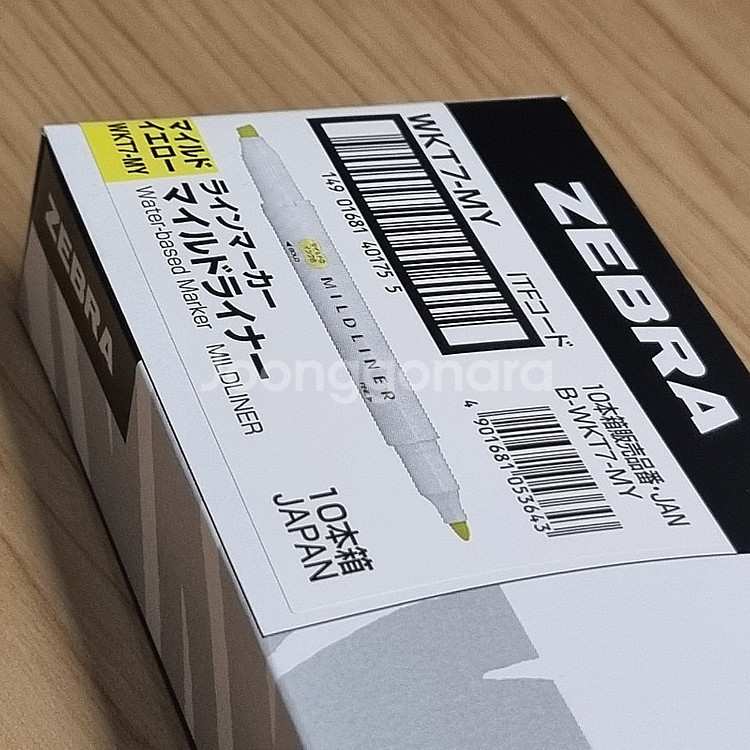 ZEBRA
WKT7-MY
149 01681 40175 5
ITFコード
10本箱販売品番・JAN
B-WKT7-MY
4 901681 053643
マイルド
イエロー
WKT7-MY
ラインマーカー
マイルドライナー
Water-based Marker MILDLINER
MILDLINER
10本箱
JAPAN
ZEBRA
joonggonara